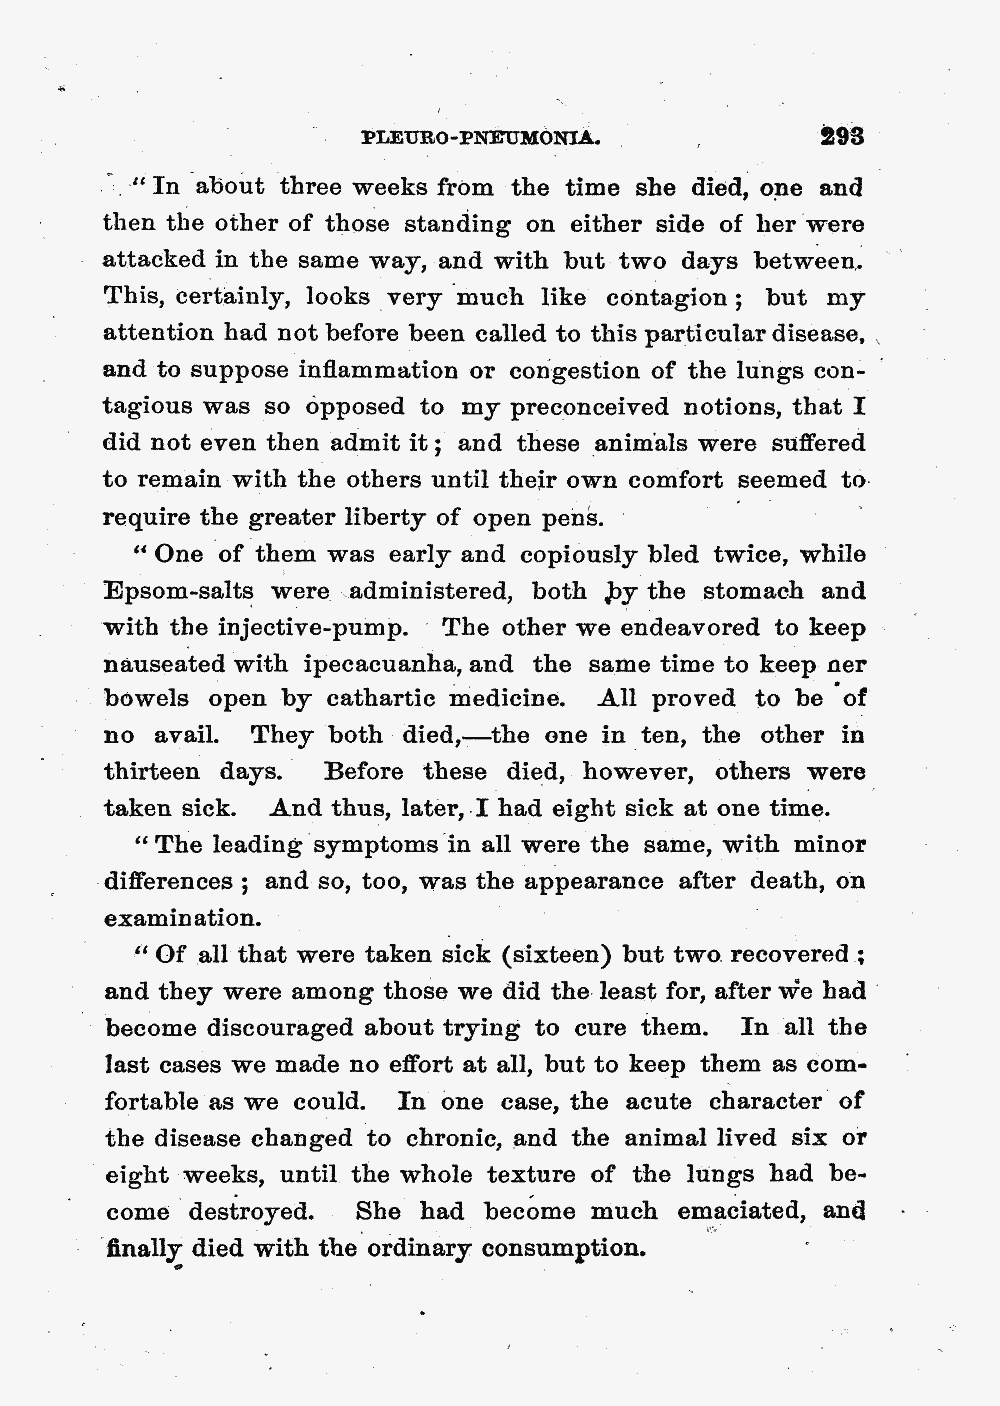 PLEURO-PNEUMONIA. 293
“In about three weeks from the time she died, one and
then the other of those standing on either side of her were
attacked in the same way, and with but two days between.
This, certainly, looks very much like contagion ; but my
attention had not before been called to this particular disease,
and to suppose inflammation or congestion of the lungs con-
tagious was so opposed to my preconceived notions, that I
did not even then admit it ; and these animals were suffered
to remain with the others until their own comfort seemed to
require the greater liberty of open pens.
“One of them was early and copiously bled twice, while
Epsom-salts were administered, both by the stomach and
with the injective-pump. The other we endeavored to keep
nauseated with ipecacuanha, and the same time to keep ner
bowels open by cathartic medicine. All proved to be of
no avail. They both died,—the one in ten, the other in
thirteen days. Before these died, however, others were
taken sick. And thus, later, I had eight sick at one time.
“The leading symptoms in all were the same, with minor
differences ; and so, too, was the appearance after death, on
examination.
“Of all that were taken sick (sixteen) but two recovered ;
and they were among those we did the least for, after we had
become discouraged about trying to cure them. In all the
last cases we made no effort at all, but to keep them as com-
fortable as we could. In one case, the acute character of
the disease changed to chronic, and the animal lived six or
eight weeks, until the whole texture of the lungs had be-
come destroyed. She had become much emaciated, and
finally died with the ordinary consumption.